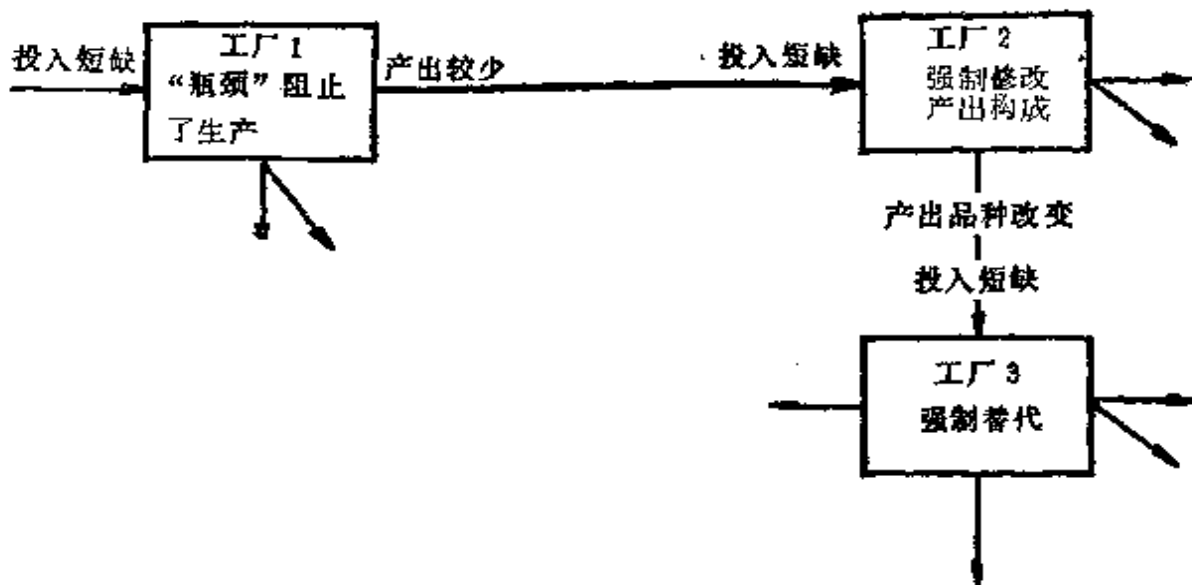 投入短缺
工厂 1
“瓶颈”阻止
了生产
产出较少
投入短缺
工厂 2
强制修改
产出构成
产出品种改变
投入短缺
工厂 3
强制替代